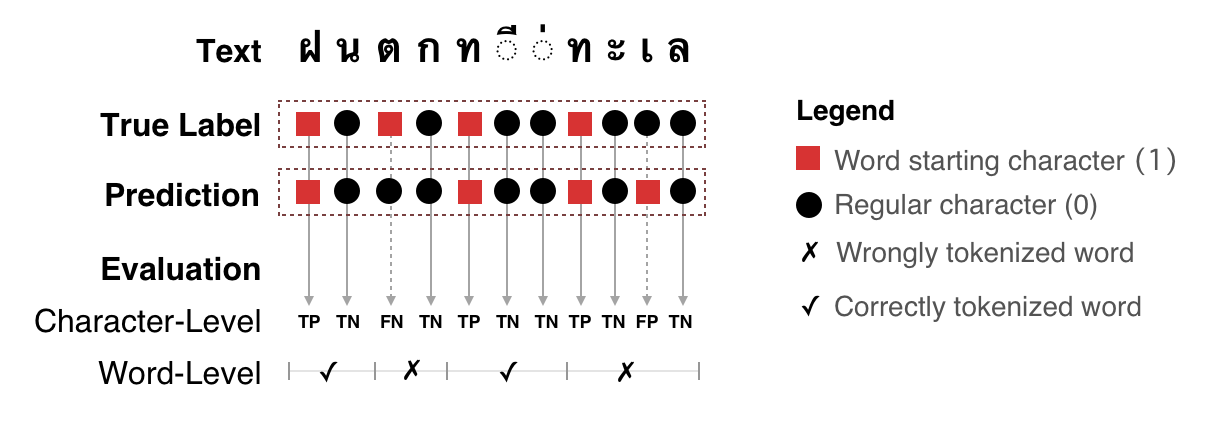 Text ฝ น ต ก ท ี ่ ท ะ เ ล
True Label
Prediction
Evaluation
Character-Level TP TN FN TN TP TN TN TP TN FP TN
Word-Level ✓ ✗ ✓ ✗
Legend
Word starting character (1)
Regular character (0)
✗ Wrongly tokenized word
✓ Correctly tokenized word